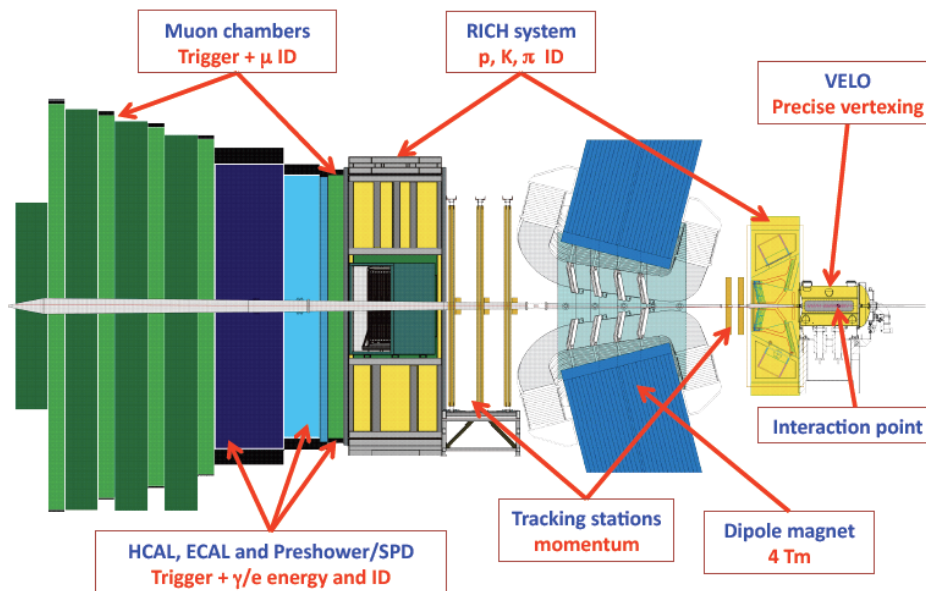 Muon chambers
Trigger + μ ID
RICH system
p, K, π ID
VELO
Precise vertexing
Interaction point
Tracking stations
momentum
Dipole magnet
4 Tm
HCAL, ECAL and Preshower/SPD
Trigger + γ/e energy and ID